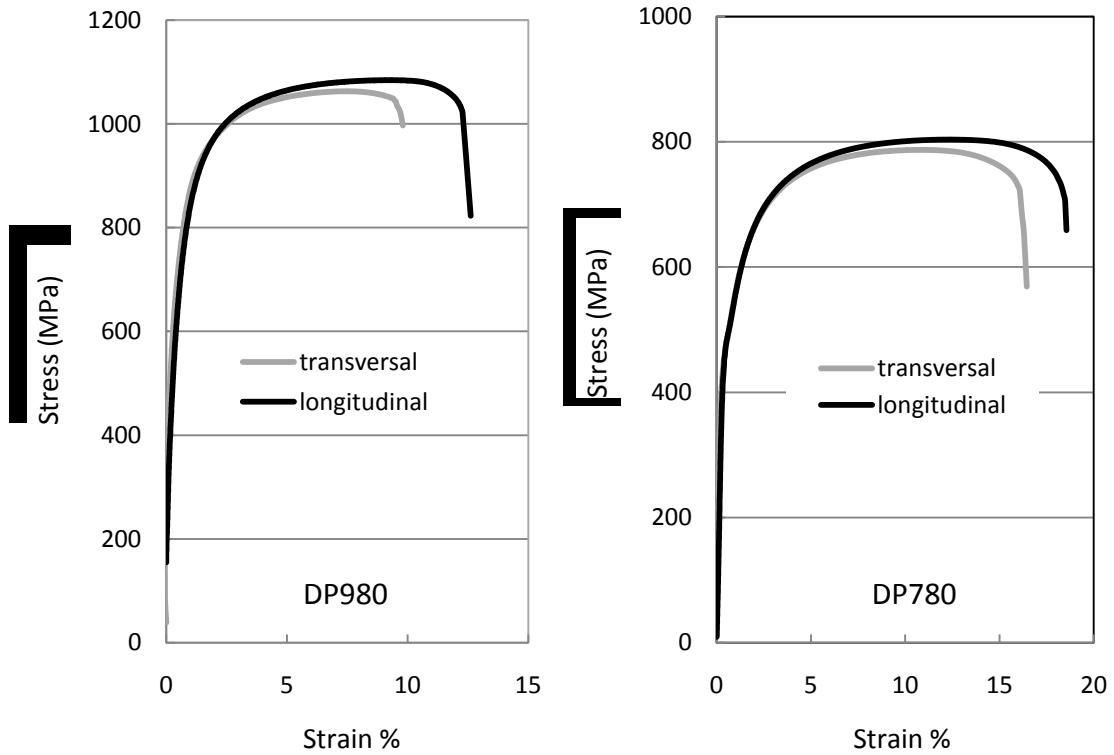 1200
1000
800
600
400
200
0
Stress (MPa)
transversal
longitudinal
DP980
0 5 10 15
Strain %
1000
800
600
400
200
0
Stress (MPa)
transversal
longitudinal
DP780
0 5 10 15 20
Strain %